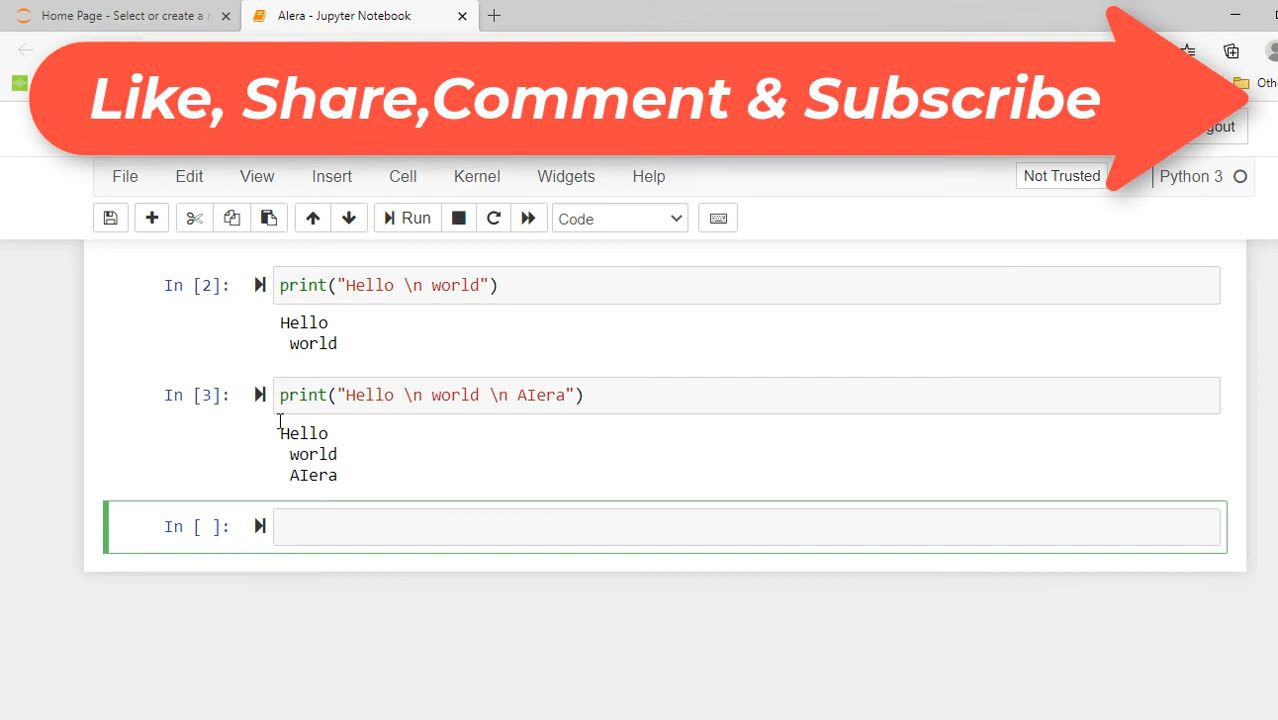 Home Page - Select or create a n
AIera - Jupyter Notebook
Like, Share,Comment & Subscribe
Oth
gout
File Edit View Insert Cell Kernel Widgets Help Not Trusted Python 3
Run Code
In [2]: print("Hello \n world")
Hello
world
In [3]: print("Hello \n world \n AIera")
Hello
world
AIera
In [ ]: